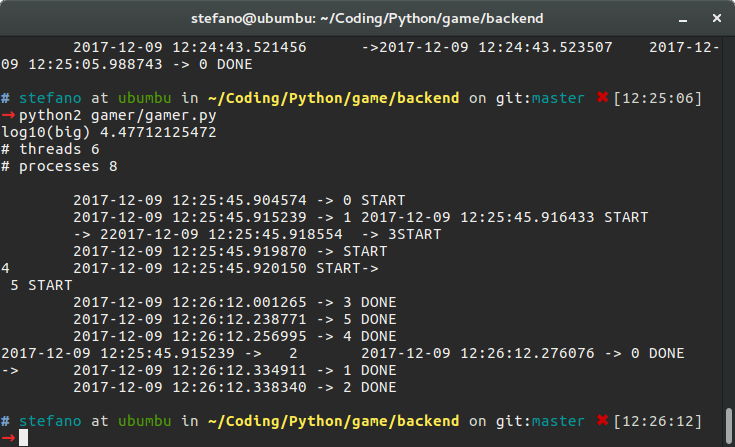 stefano@ubumbu: ~/Coding/Python/game/backend
2017-12-09 12:24:43.521456 ->2017-12-09 12:24:43.523507 2017-12-
09 12:25:05.988743 -> 0 DONE
# stefano at ubumbu in ~/Coding/Python/game/backend on git:master ✖ [12:25:06]
→ python2 gamer/gamer.py
log10(big) 4.47712125472
# threads 6
# processes 8
2017-12-09 12:25:45.904574 -> 0 START
2017-12-09 12:25:45.915239 -> 1 2017-12-09 12:25:45.916433 START
-> 22017-12-09 12:25:45.918554 -> 3START
2017-12-09 12:25:45.919870 -> START
4 2017-12-09 12:25:45.920150 START->
5 START
2017-12-09 12:26:12.001265 -> 3 DONE
2017-12-09 12:26:12.238771 -> 5 DONE
2017-12-09 12:26:12.256995 -> 4 DONE
2017-12-09 12:25:45.915239 -> 2 2017-12-09 12:26:12.276076 -> 0 DONE
-> 2017-12-09 12:26:12.334911 -> 1 DONE
2017-12-09 12:26:12.338340 -> 2 DONE
# stefano at ubumbu in ~/Coding/Python/game/backend on git:master ✖ [12:26:12]
→